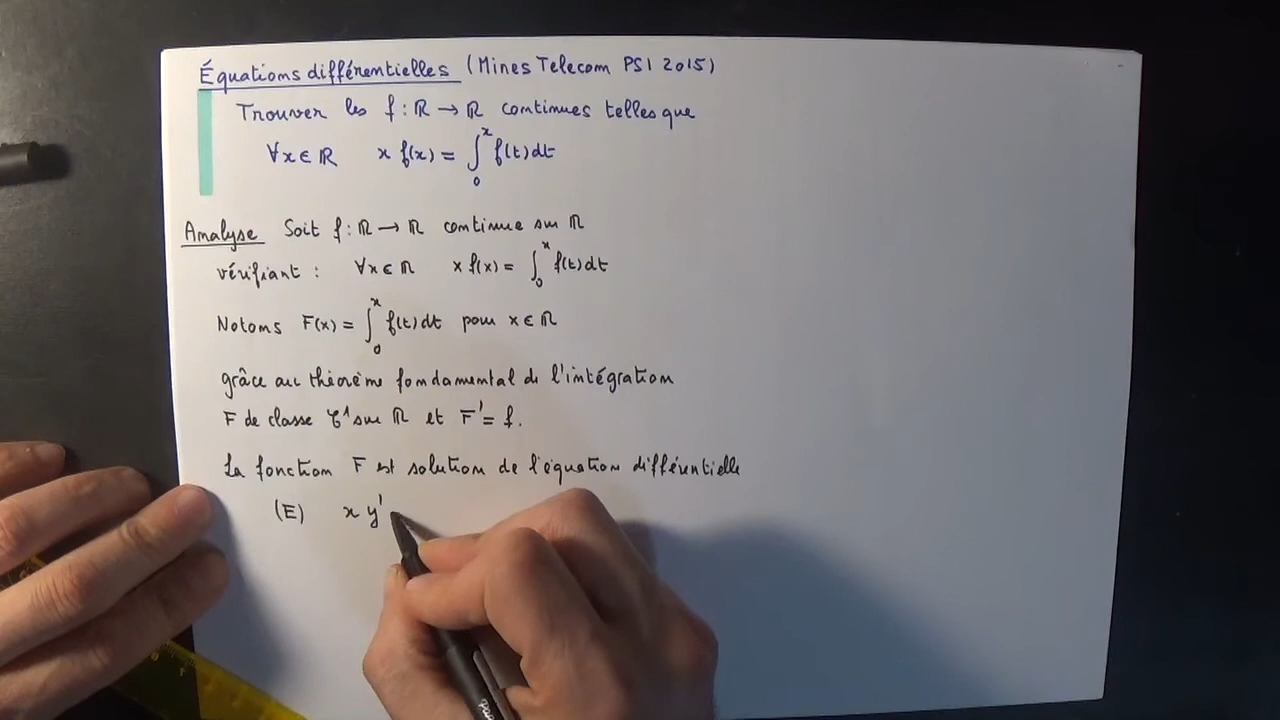 Équations différentielles (Mines Telecom PSI 2015)
Trouver les f : ℝ → ℝ continues telles que
∀x ∈ ℝ x f(x) = ∫₀ˣ f(t)dt
Analyse Soit f : ℝ → ℝ continue sur ℝ
vérifiant : ∀x ∈ ℝ x f(x) = ∫₀ˣ f(t)dt
Notons F(x) = ∫₀ˣ f(t)dt pour x ∈ ℝ
grâce au théorème fondamental de l'intégration
F de classe C¹ sur ℝ et F' = f.
La fonction F est solution de l'équation différentielle
(E) x y'